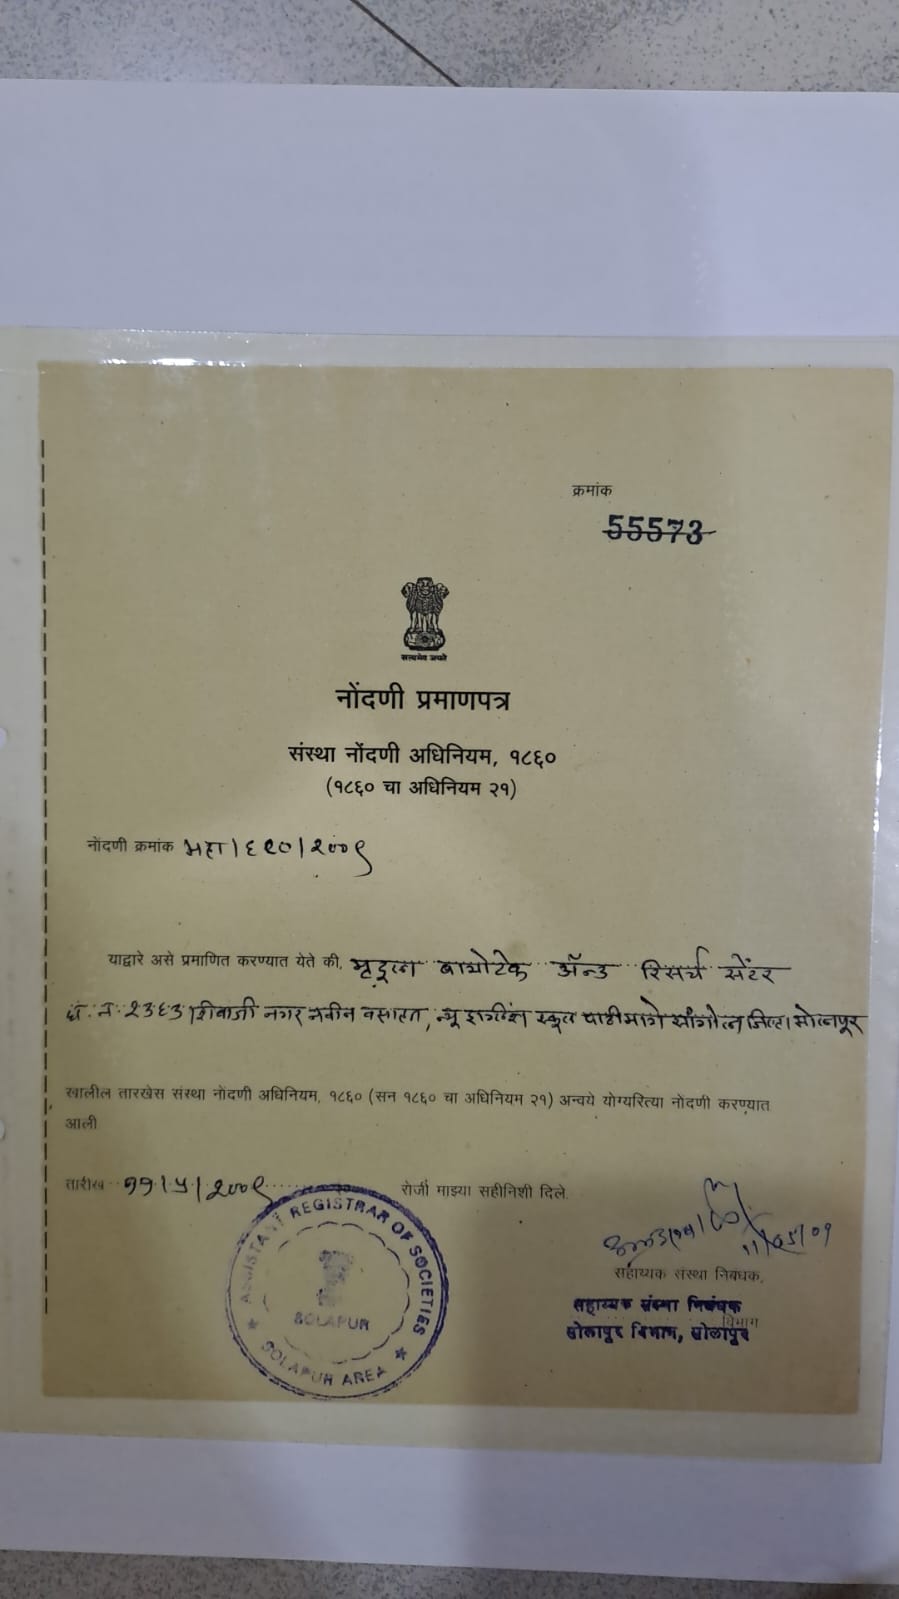 क्रमांक
55573
सत्यमेव जयते
नोंदणी प्रमाणपत्र
संस्था नोंदणी अधिनियम, १८६०
(१८६० चा अधिनियम २१)
नोंदणी क्रमांक महा/६९०/२००९
याद्वारे असे प्रमाणित करण्यात येते की, मृदूला बायोटेक ॲन्ड रिसर्च सेंटर
घ. नं. २३६३ शिवाजी नगर नवीन वसाहत, न्यू इंग्लिश स्कूल पाठीमागे सांगोला जिल्हा सोलापूर
खालील तारखेस संस्था नोंदणी अधिनियम, १८६० (सन १८६० चा अधिनियम २१) अन्वये योग्यरित्या नोंदणी करण्यात
आली
तारीख ११/५/२००९ रोजी माझ्या सहीनिशी दिले.
ASSISTANT REGISTRAR OF SOCIETIES
SOLAPUR
SOLAPUR AREA
11/05/09
सहाय्यक संस्था निबंधक,
विभाग
सहाय्यक संस्था निबंधक
सोलापूर विभाग, सोलापूर